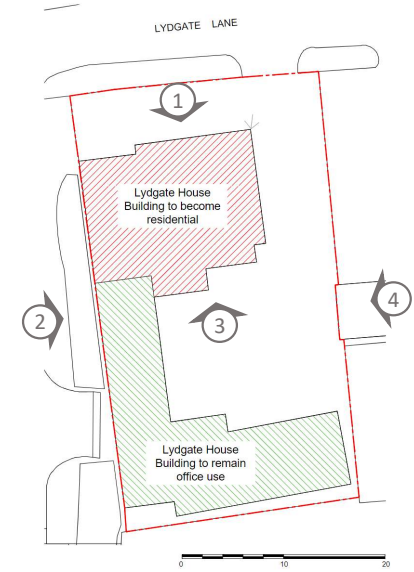 LYDGATE LANE
1
Lydgate House
Building to become
residential
2
3
4
Lydgate House
Building to remain
office use
0 10 20